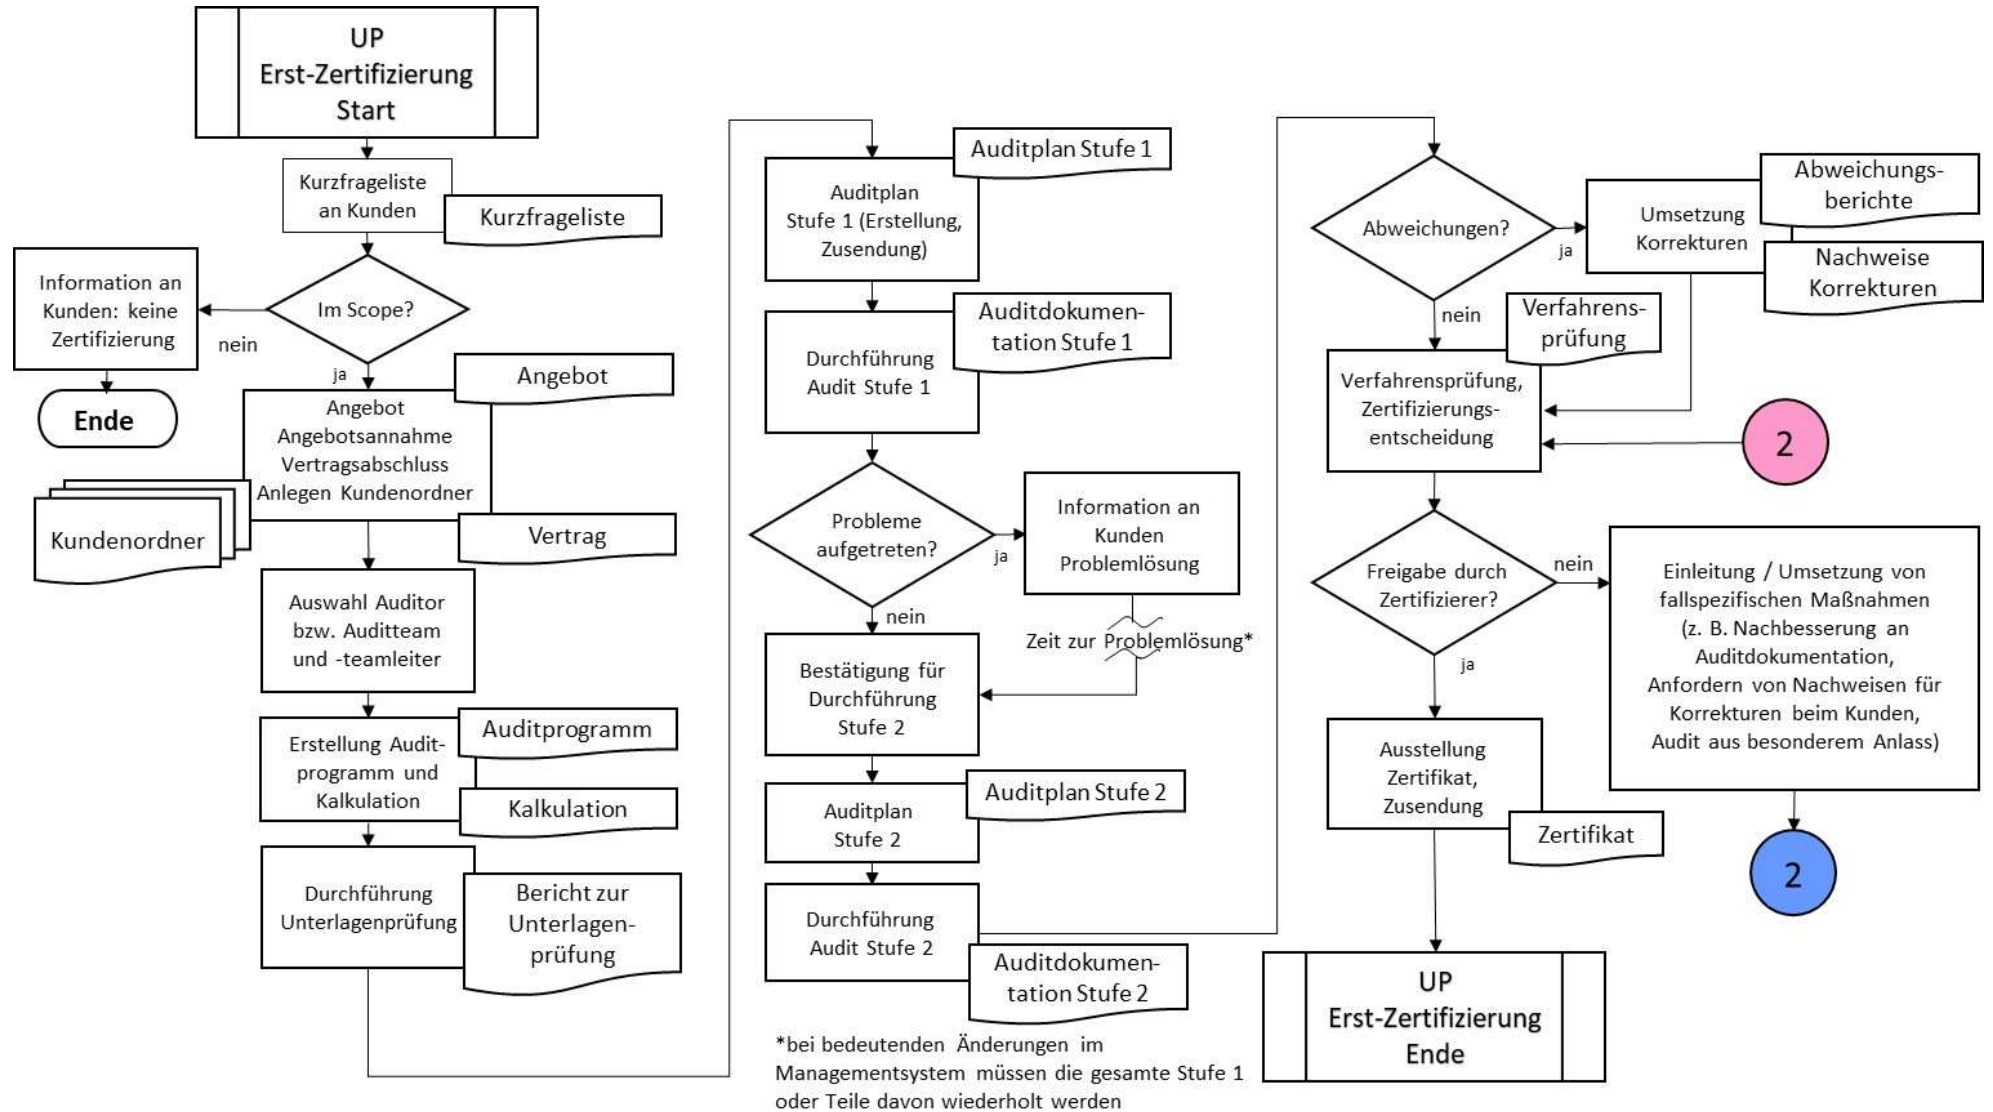 UP
Erst-Zertifizierung
Start
Kurzfrageliste
an Kunden
Kurzfrageliste
Im Scope?
nein
Information an
Kunden: keine
Zertifizierung
Ende
ja
Angebot
Angebot
Angebotsannahme
Vertragsabschluss
Anlegen Kundenordner
Kundenordner
Vertrag
Auswahl Auditor
bzw. Auditteam
und -teamleiter
Auditprogramm
Erstellung Audit-
programm und
Kalkulation
Kalkulation
Durchführung
Unterlagenprüfung
Bericht zur
Unterlagen-
prüfung
Auditplan Stufe 1
Auditplan
Stufe 1 (Erstellung,
Zusendung)
Auditdokumen-
tation Stufe 1
Durchführung
Audit Stufe 1
Probleme
aufgetreten?
ja
Information an
Kunden
Problemlösung
nein
Zeit zur Problemlösung*
Bestätigung für
Durchführung
Stufe 2
Auditplan Stufe 2
Auditplan
Stufe 2
Durchführung
Audit Stufe 2
Auditdokumen-
tation Stufe 2
*bei bedeutenden Änderungen im
Managementsystem müssen die gesamte Stufe 1
oder Teile davon wiederholt werden
Abweichungen?
ja
Umsetzung
Korrekturen
Abweichungs-
berichte
Nachweise
Korrekturen
nein
Verfahrens-
prüfung
Verfahrensprüfung,
Zertifizierungs-
entscheidung
2
Freigabe durch
Zertifizierer?
nein
Einleitung / Umsetzung von
fallspezifischen Maßnahmen
(z. B. Nachbesserung an
Auditdokumentation,
Anfordern von Nachweisen für
Korrekturen beim Kunden,
Audit aus besonderem Anlass)
2
ja
Ausstellung
Zertifikat,
Zusendung
Zertifikat
UP
Erst-Zertifizierung
Ende